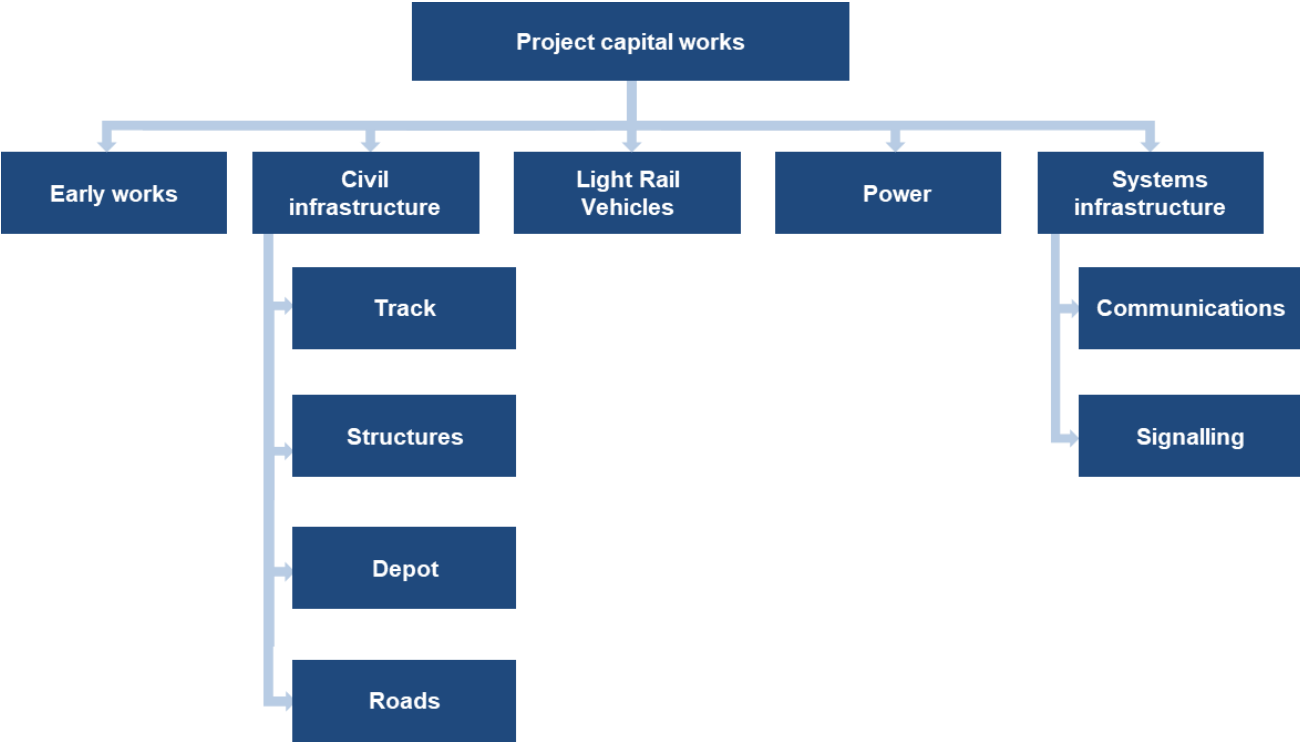 Project capital works
Early works
Civil
infrastructure
Light Rail
Vehicles
Power
Systems
infrastructure
Track
Structures
Depot
Roads
Communications
Signalling